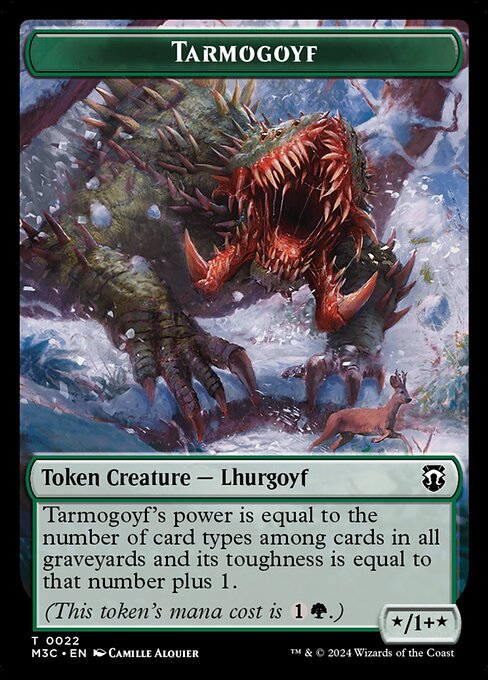 Tarmogoyf
Token Creature — Lhurgoyf
Tarmogoyf's power is equal to the
number of card types among cards in all
graveyards and its toughness is equal to
that number plus 1.
(This token's mana cost is 1 .)
★/1+★
T 0022
M3C • EN Camille Alquier
™ & © 2024 Wizards of the Coast